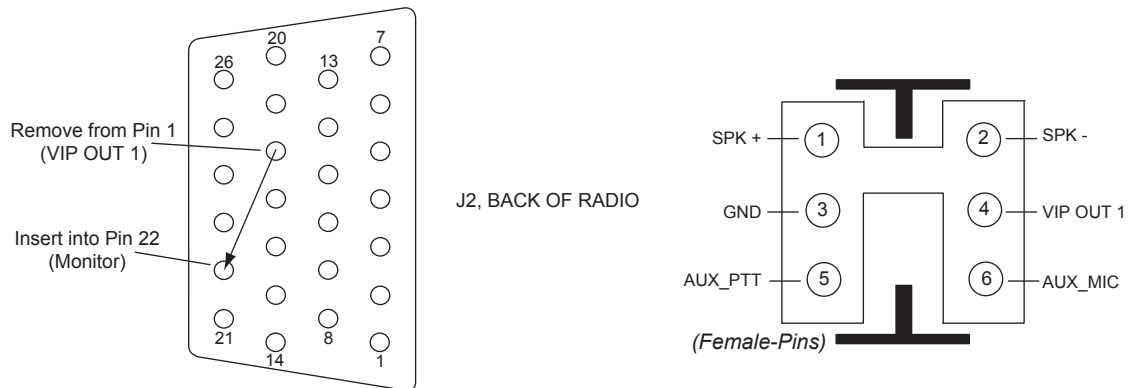 20
7
26
13
Remove from Pin 1
(VIP OUT 1)
Insert into Pin 22
(Monitor)
21
14
8
1
J2, BACK OF RADIO
SPK +
1
2
SPK -
GND
3
4
VIP OUT 1
AUX_PTT
5
6
AUX_MIC
(Female-Pins)